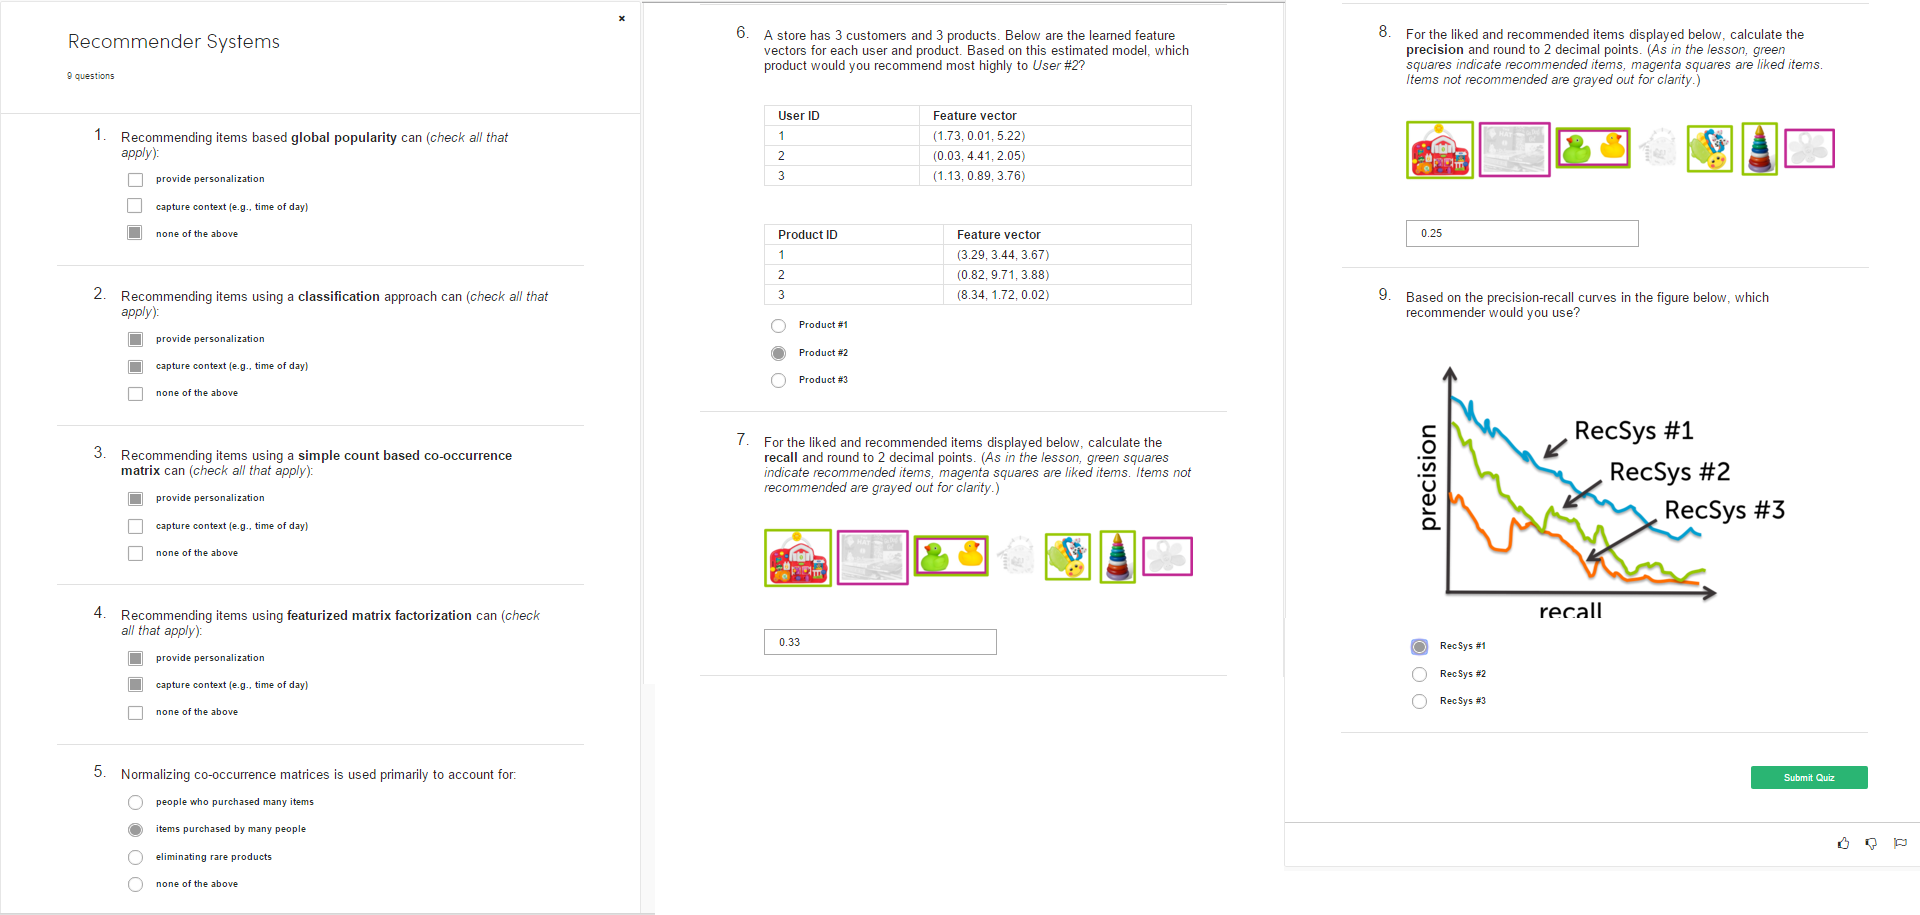 ×
Recommender Systems
9 questions
1. Recommending items based global popularity can (check all that
apply):
provide personalization
capture context (e.g., time of day)
none of the above
2. Recommending items using a classification approach can (check all that
apply):
provide personalization
capture context (e.g., time of day)
none of the above
3. Recommending items using a simple count based co-occurrence
matrix can (check all that apply):
provide personalization
capture context (e.g., time of day)
none of the above
4. Recommending items using featurized matrix factorization can (check
all that apply):
provide personalization
capture context (e.g., time of day)
none of the above
5. Normalizing co-occurrence matrices is used primarily to account for:
people who purchased many items
items purchased by many people
eliminating rare products
none of the above
6. A store has 3 customers and 3 products. Below are the learned feature
vectors for each user and product. Based on this estimated model, which
product would you recommend most highly to User #2?
User ID Feature vector
1 (1.73, 0.01, 5.22)
2 (0.03, 4.41, 2.05)
3 (1.13, 0.89, 3.76)
Product ID Feature vector
1 (3.29, 3.44, 3.67)
2 (0.82, 9.71, 3.88)
3 (8.34, 1.72, 0.02)
Product #1
Product #2
Product #3
7. For the liked and recommended items displayed below, calculate the
recall and round to 2 decimal points. (As in the lesson, green squares
indicate recommended items, magenta squares are liked items. Items not
recommended are grayed out for clarity.)
0.33
8. For the liked and recommended items displayed below, calculate the
precision and round to 2 decimal points. (As in the lesson, green
squares indicate recommended items, magenta squares are liked items.
Items not recommended are grayed out for clarity.)
0.25
9. Based on the precision-recall curves in the figure below, which
recommender would you use?
precision
RecSys #1
RecSys #2
RecSys #3
recall
RecSys #1
RecSys #2
RecSys #3
Submit Quiz